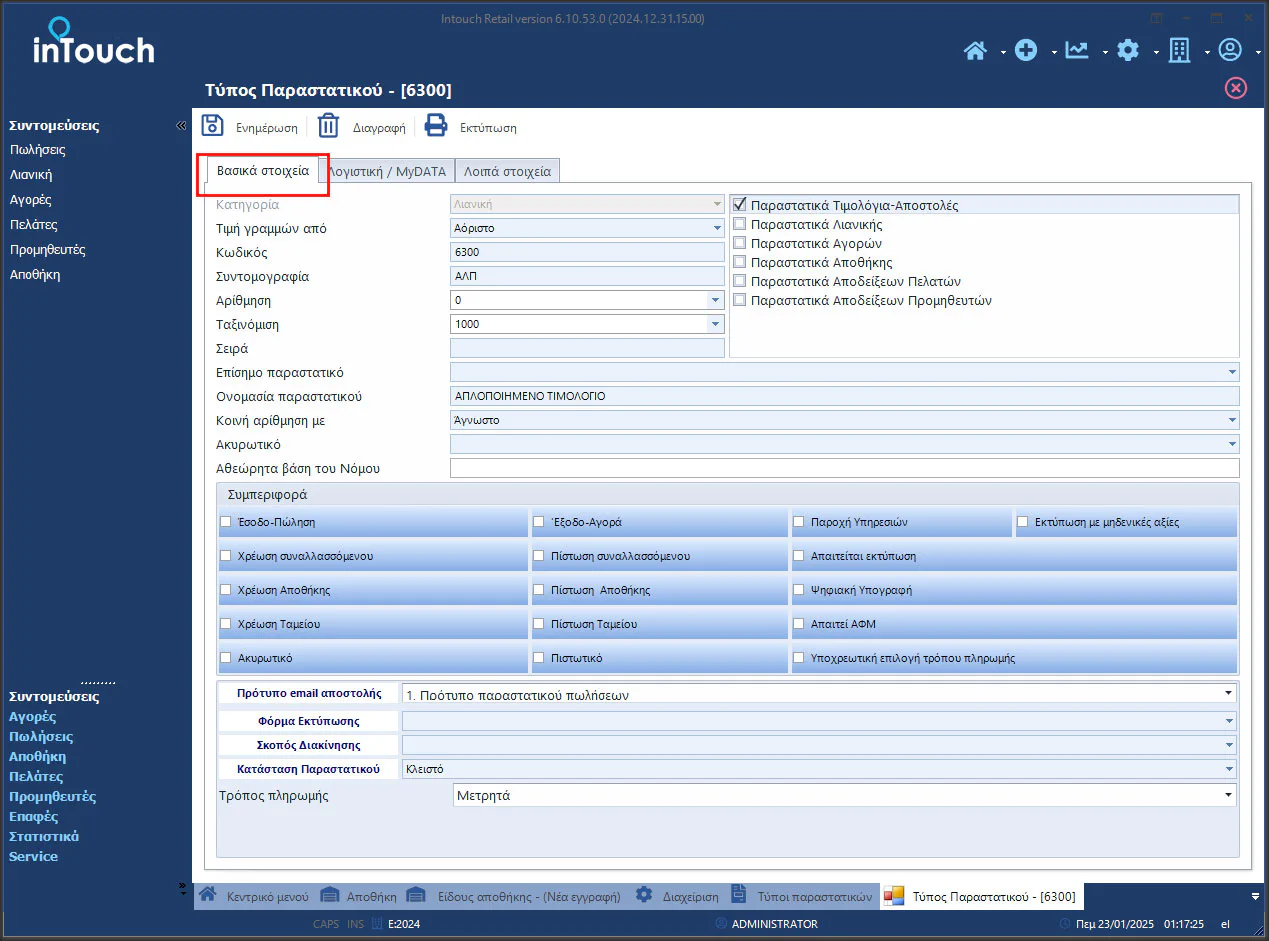 Intouch Retail version 6.10.53.0 (2024.12.31.15.00)
inTouch
Τύπος Παραστατικού - [6300]
Συντομεύσεις
Πωλήσεις
Λιανική
Αγορές
Πελάτες
Προμηθευτές
Αποθήκη
Ενημέρωση Διαγραφή Εκτύπωση
Βασικά στοιχεία Λογιστική / MyDATA Λοιπά στοιχεία
Κατηγορία Λιανική
Τιμή γραμμών από Αόριστο
Κωδικός 6300
Συντομογραφία ΑΛΠ
Αρίθμηση 0
Ταξινόμιση 1000
Σειρά
Παραστατικά Τιμολόγια-Αποστολές
Παραστατικά Λιανικής
Παραστατικά Αγορών
Παραστατικά Αποθήκης
Παραστατικά Αποδείξεων Πελατών
Παραστατικά Αποδείξεων Προμηθευτών
Επίσημο παραστατικό
Ονομασία παραστατικού ΑΠΛΟΠΟΙΗΜΕΝΟ ΤΙΜΟΛΟΓΙΟ
Κοινή αρίθμηση με Άγνωστο
Ακυρωτικό
Αθεώρητα βάση του Νόμου
Συμπεριφορά
Έσοδο-Πώληση Έξοδο-Αγορά Παροχή Υπηρεσιών Εκτύπωση με μηδενικές αξίες
Χρέωση συναλλασσόμενου Πίστωση συναλλασσόμενου Απαιτείται εκτύπωση
Χρέωση Αποθήκης Πίστωση Αποθήκης Ψηφιακή Υπογραφή
Χρέωση Ταμείου Πίστωση Ταμείου Απαιτεί ΑΦΜ
Ακυρωτικό Πιστωτικό Υποχρεωτική επιλογή τρόπου πληρωμής
Πρότυπο email αποστολής 1. Πρότυπο παραστατικού πωλήσεων
Φόρμα Εκτύπωσης
Σκοπός Διακίνησης
Κατάσταση Παραστατικού Κλειστό
Τρόπος πληρωμής Μετρητά
Συντομεύσεις
Αγορές
Πωλήσεις
Αποθήκη
Πελάτες
Προμηθευτές
Επαφές
Στατιστικά
Service
Κεντρικό μενού Αποθήκη Είδους αποθήκης - (Νέα εγγραφή) Διαχείριση Τύποι παραστατικών Τύπος Παραστατικού - [6300]
CAPS INS E:2024 ADMINISTRATOR Πεμ 23/01/2025 01:17:25 el